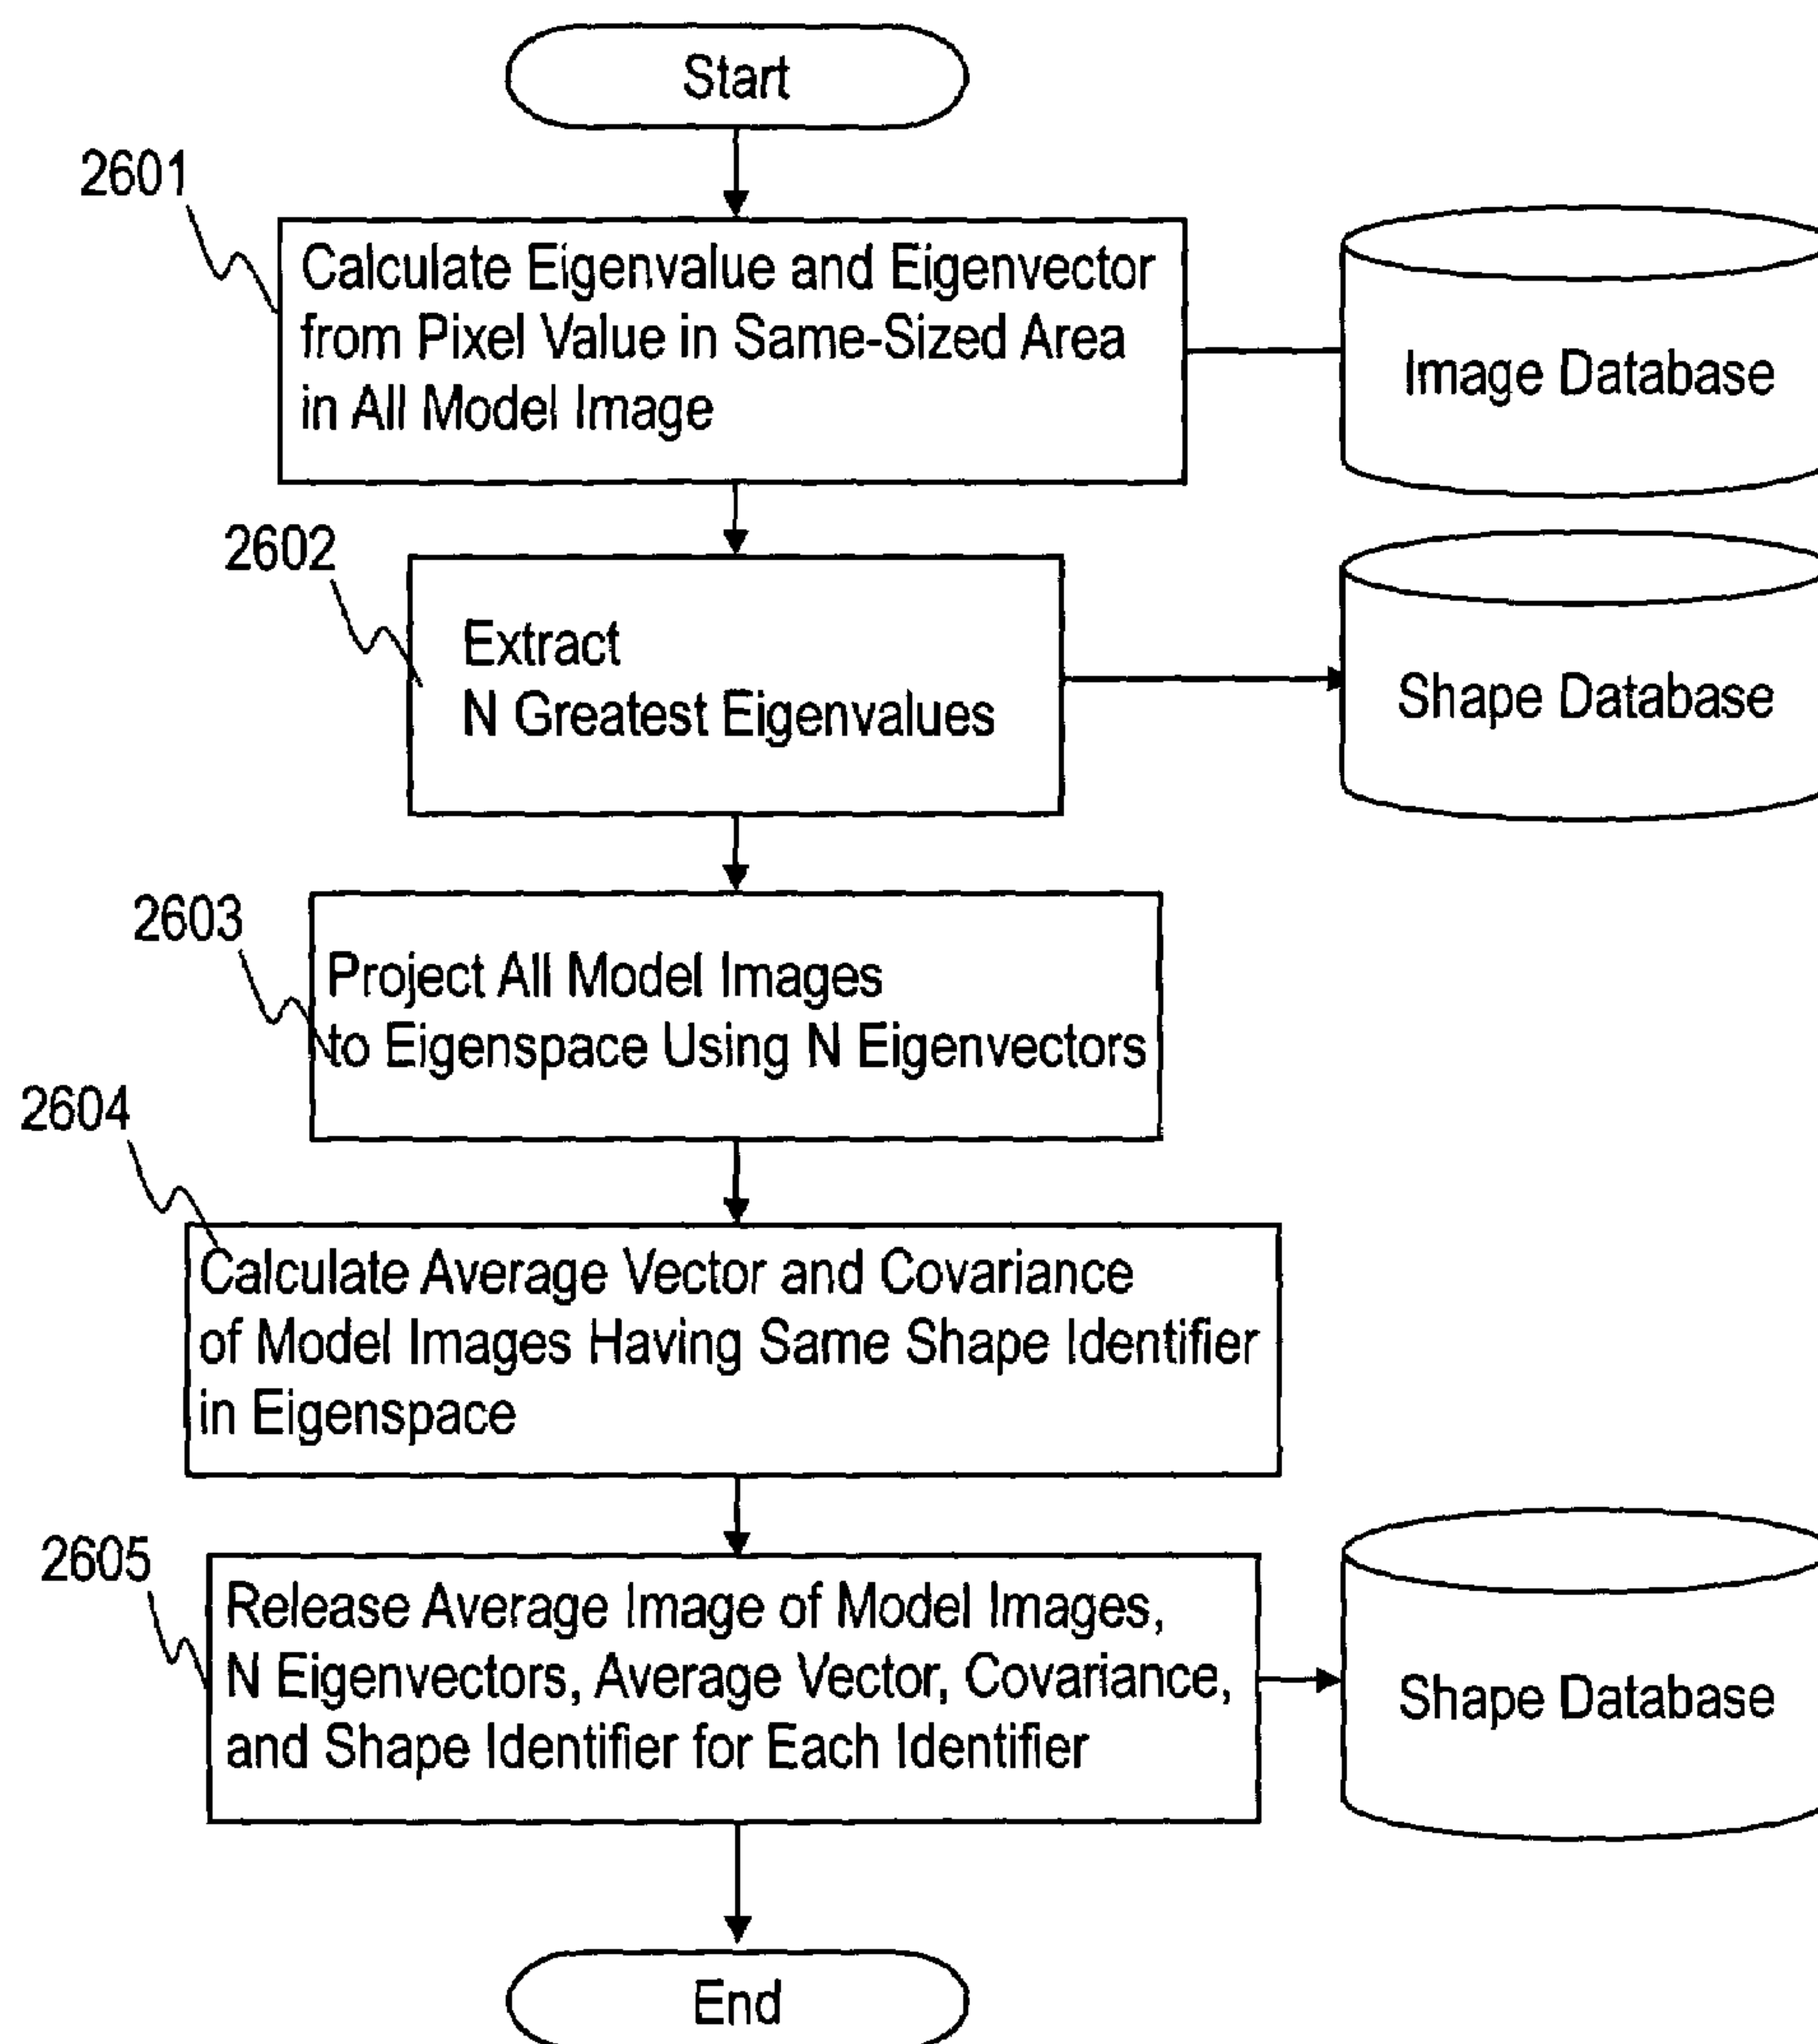 Start
2601
Calculate Eigenvalue and Eigenvector
from Pixel Value in Same-Sized Area
in All Model Image
Image Database
2602
Extract
N Greatest Eigenvalues
Shape Database
2603
Project All Model Images
to Eigenspace Using N Eigenvectors
2604
Calculate Average Vector and Covariance
of Model Images Having Same Shape Identifier
in Eigenspace
2605
Release Average Image of Model Images,
N Eigenvectors, Average Vector, Covariance,
and Shape Identifier for Each Identifier
Shape Database
End